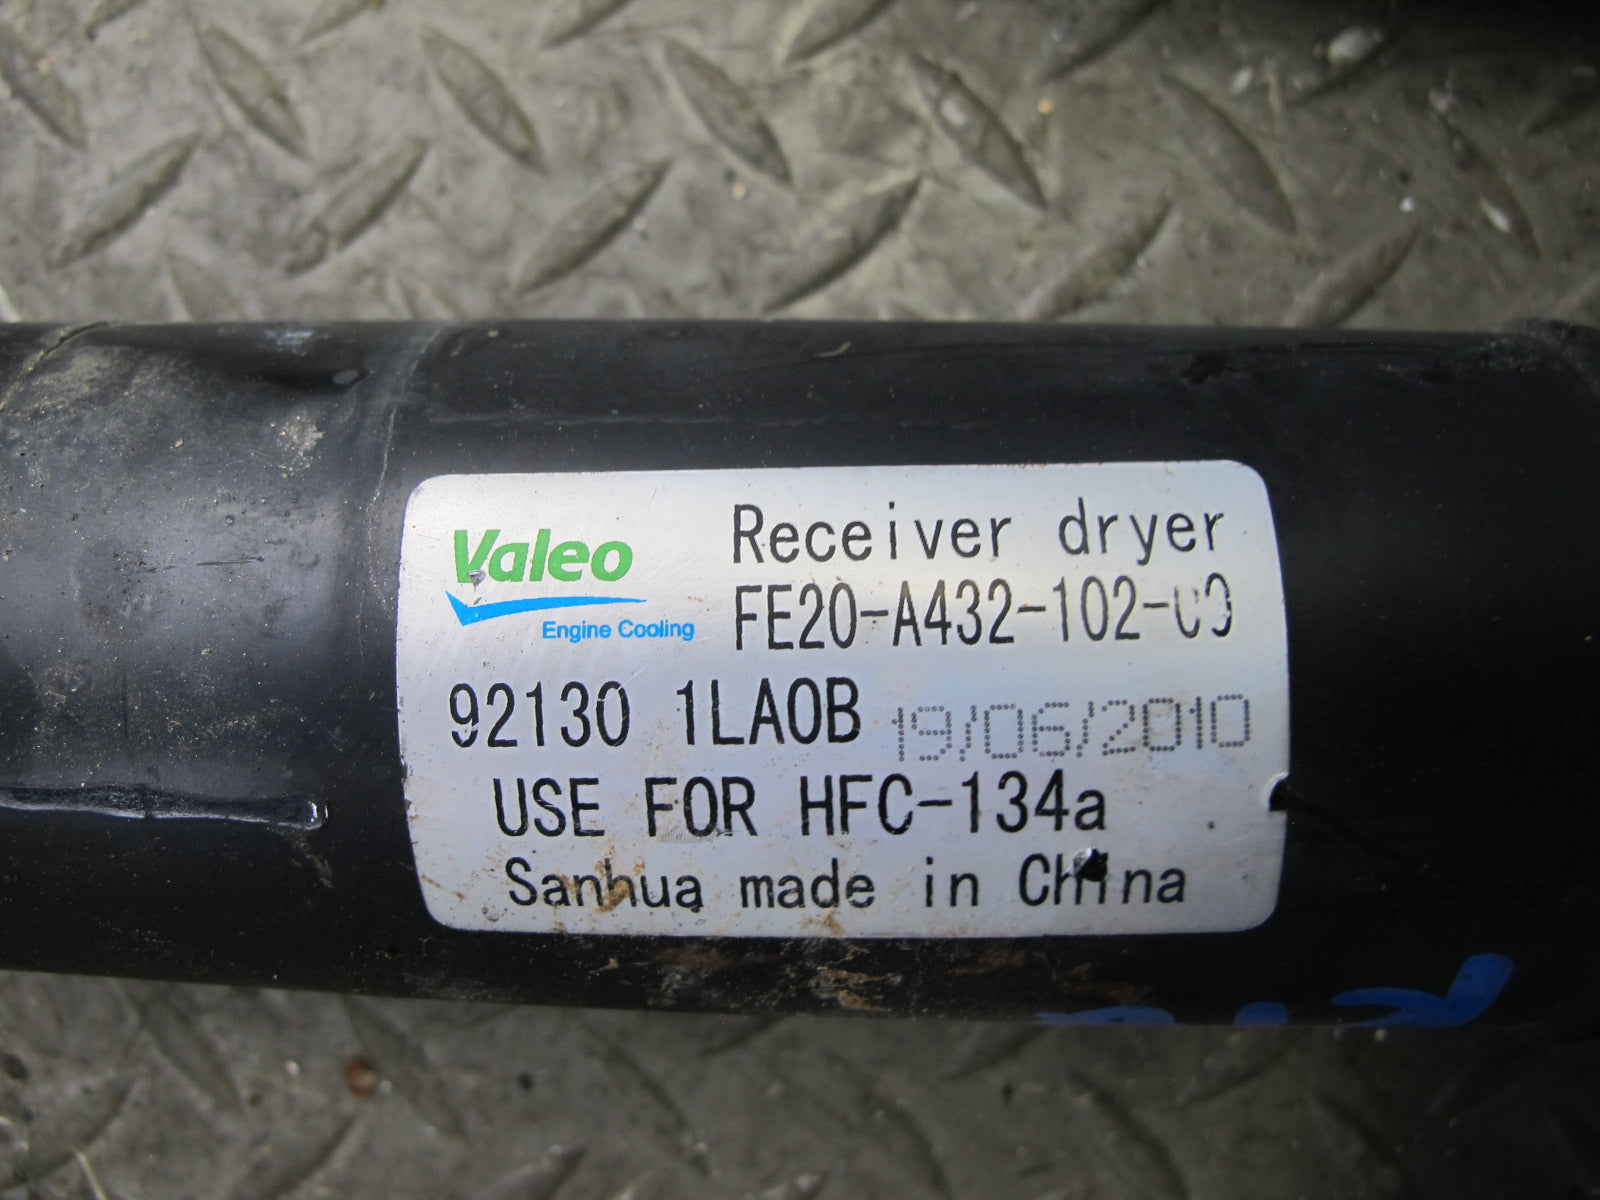 Valeo
Engine Cooling
Receiver dryer
FE20-A432-102-00
92130 1LA0B 19/06/2010
USE FOR HFC-134a
Sanhua made in China